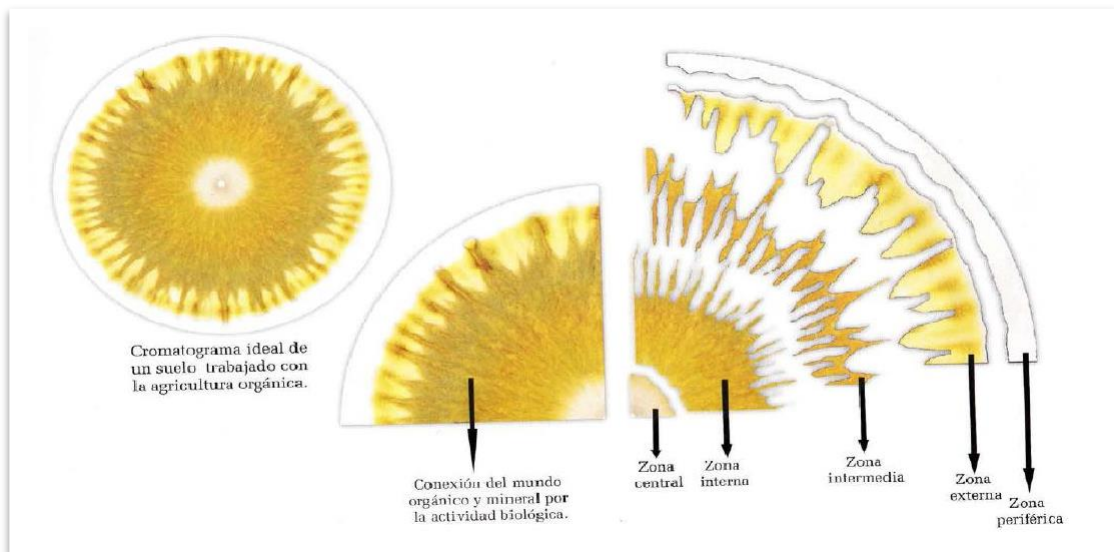 Cromatograma ideal de
un suelo trabajado con
la agricultura orgánica.
Conexión del mundo
orgánico y mineral por
la actividad biológica.
Zona
central
Zona
interna
Zona
intermedia
Zona
externa
Zona
periférica